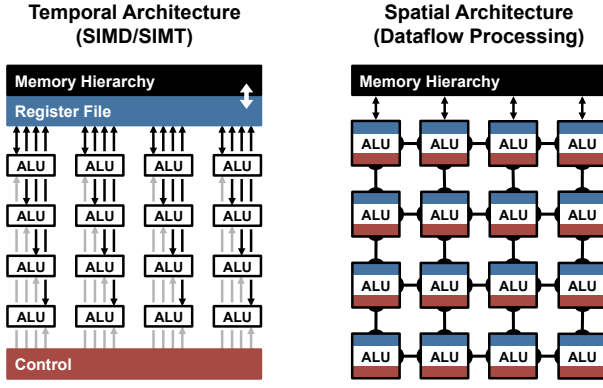 Temporal Architecture
(SIMD/SIMT)
Memory Hierarchy
Register File
ALU ALU ALU ALU
ALU ALU ALU ALU
ALU ALU ALU ALU
ALU ALU ALU ALU
Control
Spatial Architecture
(Dataflow Processing)
Memory Hierarchy
ALU ALU ALU ALU
ALU ALU ALU ALU
ALU ALU ALU ALU
ALU ALU ALU ALU